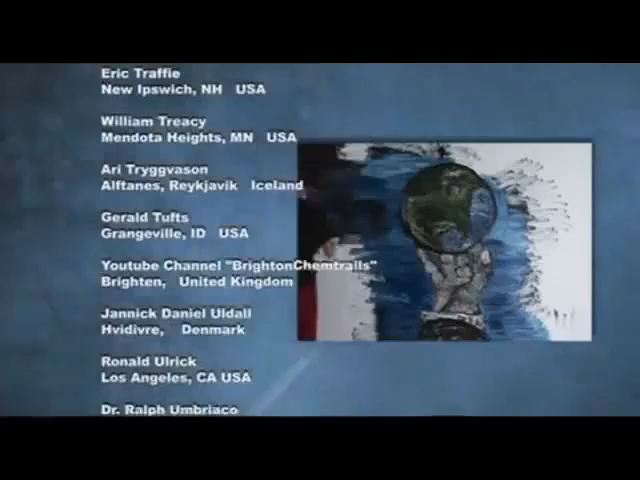 Eric Traffie
New Ipswich, NH USA
William Treacy
Mendota Heights, MN USA
Ari Tryggvason
Alftanes, Reykjavik Iceland
Gerald Tufts
Grangeville, ID USA
Youtube Channel "BrightonChemtrails"
Brighten, United Kingdom
Jannick Daniel Uldall
Hvidivre, Denmark
Ronald Ulrick
Los Angeles, CA USA
Dr. Ralph Umbriaco